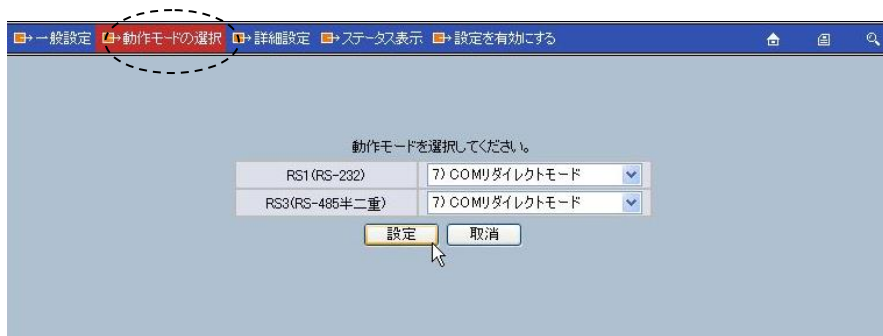 一般設定 動作モードの選択 詳細設定 ステータス表示 設定を有効にする
動作モードを選択してください。
RS1(RS-232) 7) COMリダイレクトモード
RS3(RS-485半二重) 7) COMリダイレクトモード
設定 取消